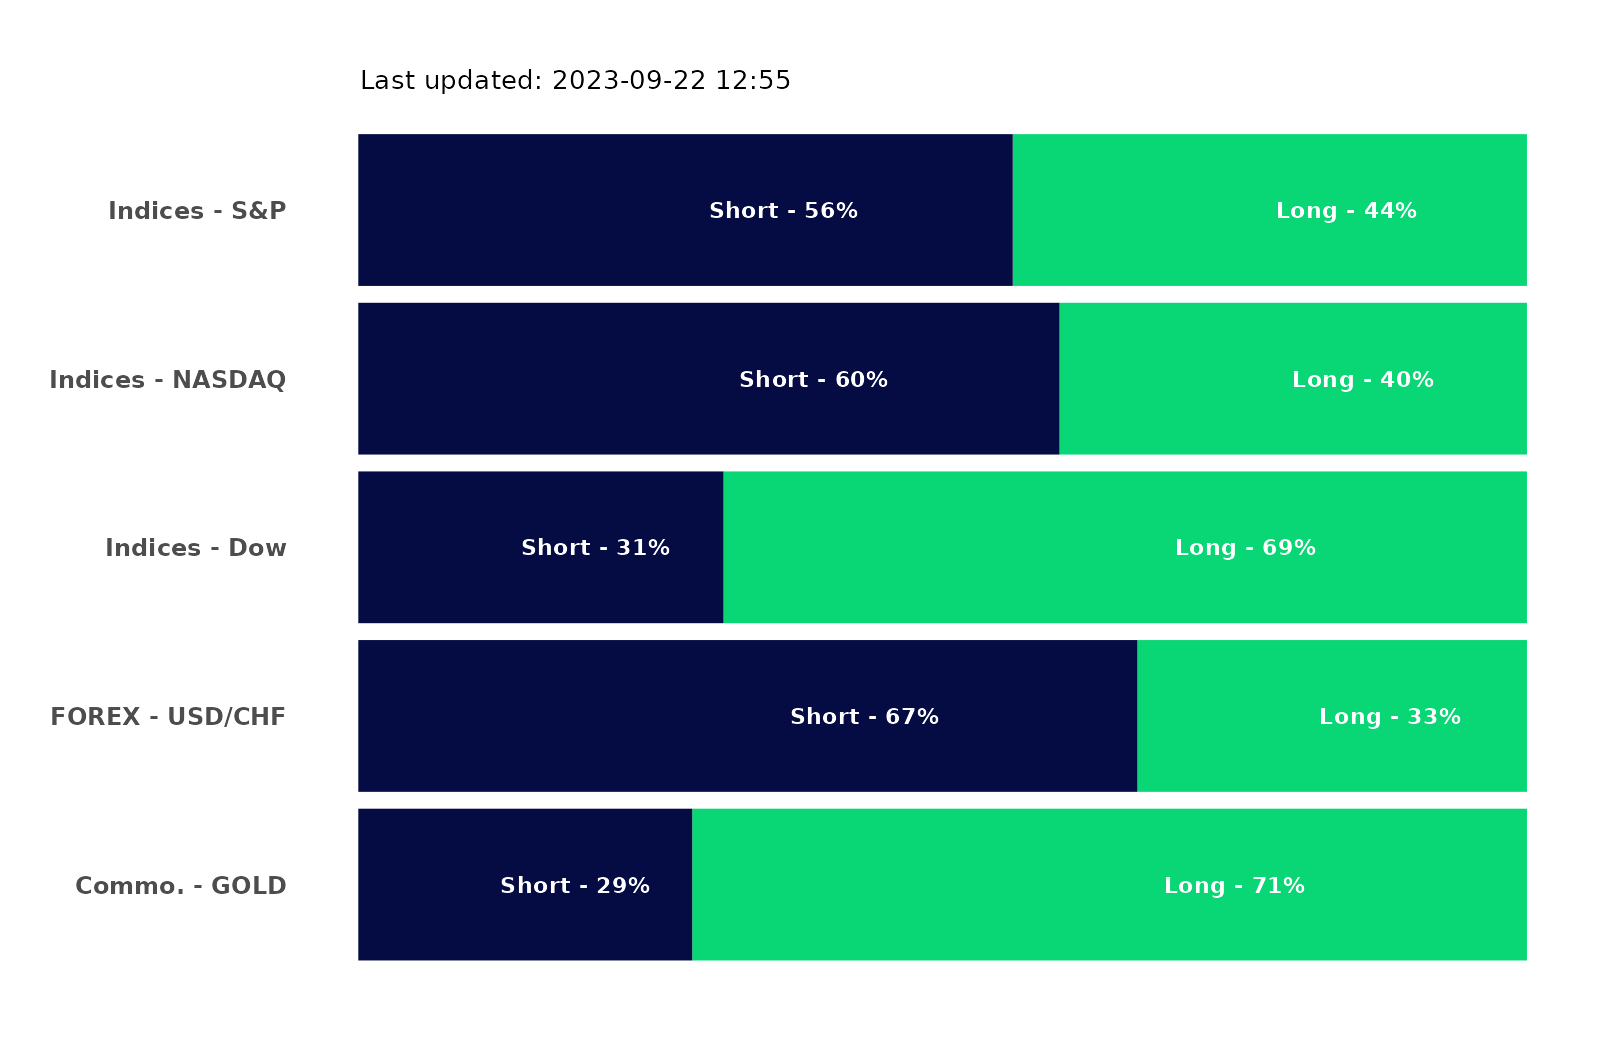 Last updated: 2023-09-22 12:55
Indices - S&P
Short - 56%
Long - 44%
Indices - NASDAQ
Short - 60%
Long - 40%
Indices - Dow
Short - 31%
Long - 69%
FOREX - USD/CHF
Short - 67%
Long - 33%
Commo. - GOLD
Short - 29%
Long - 71%